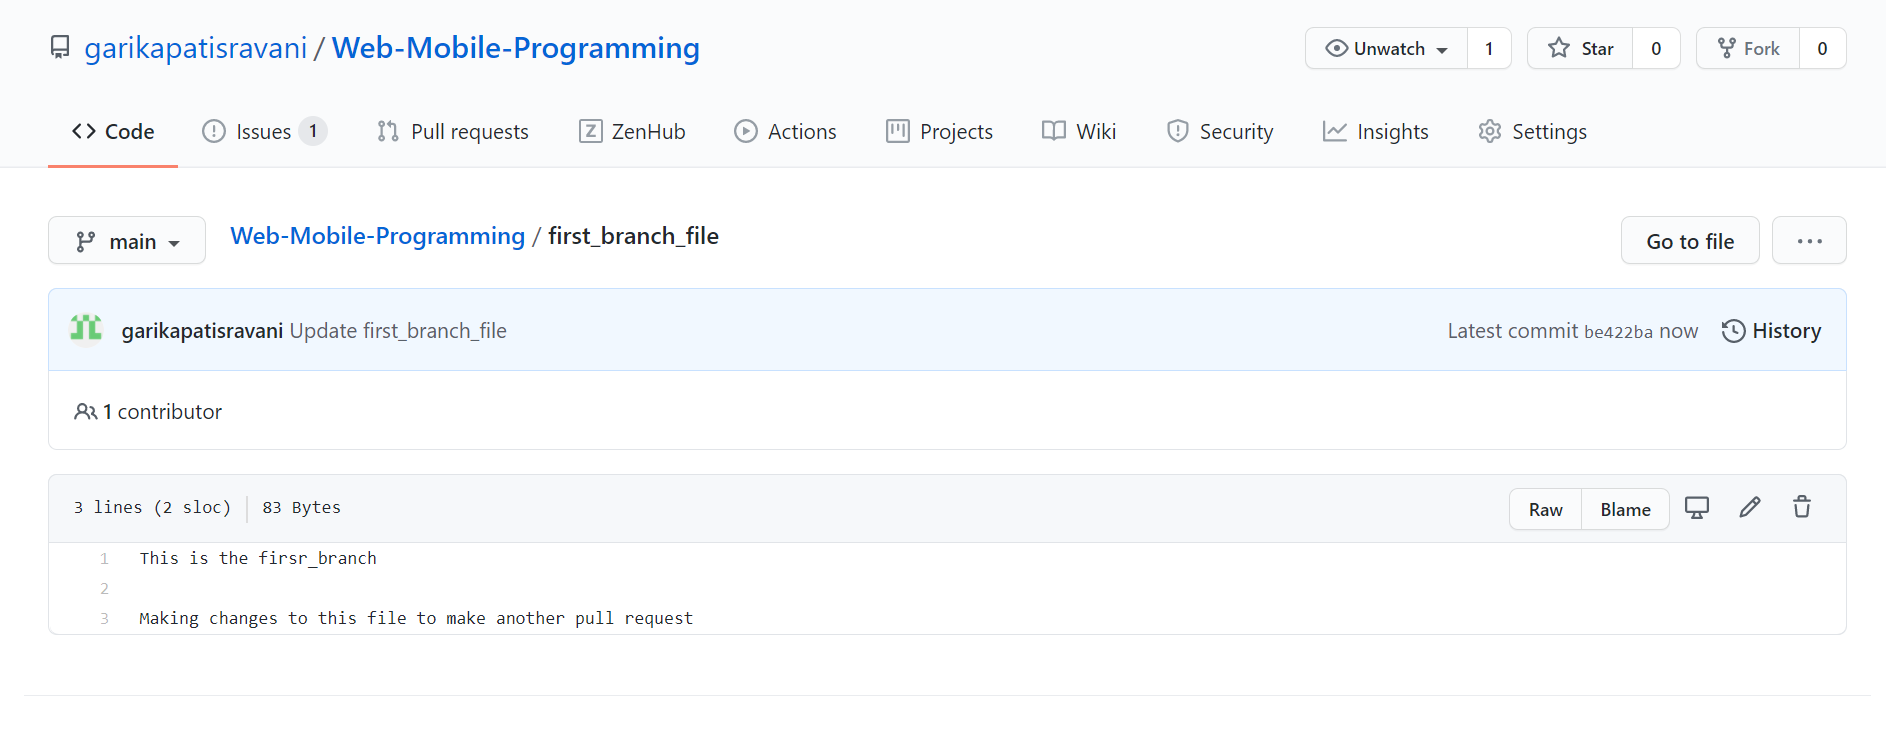 garikapatisravani / Web-Mobile-Programming
Unwatch 1 Star 0 Fork 0
Code Issues 1 Pull requests ZenHub Actions Projects Wiki Security Insights Settings
main Web-Mobile-Programming / first_branch_file Go to file ...
garikapatisravani Update first_branch_file Latest commit be422ba now History
1 contributor
3 lines (2 sloc) 83 Bytes Raw Blame
1 This is the firsr_branch
2
3 Making changes to this file to make another pull request